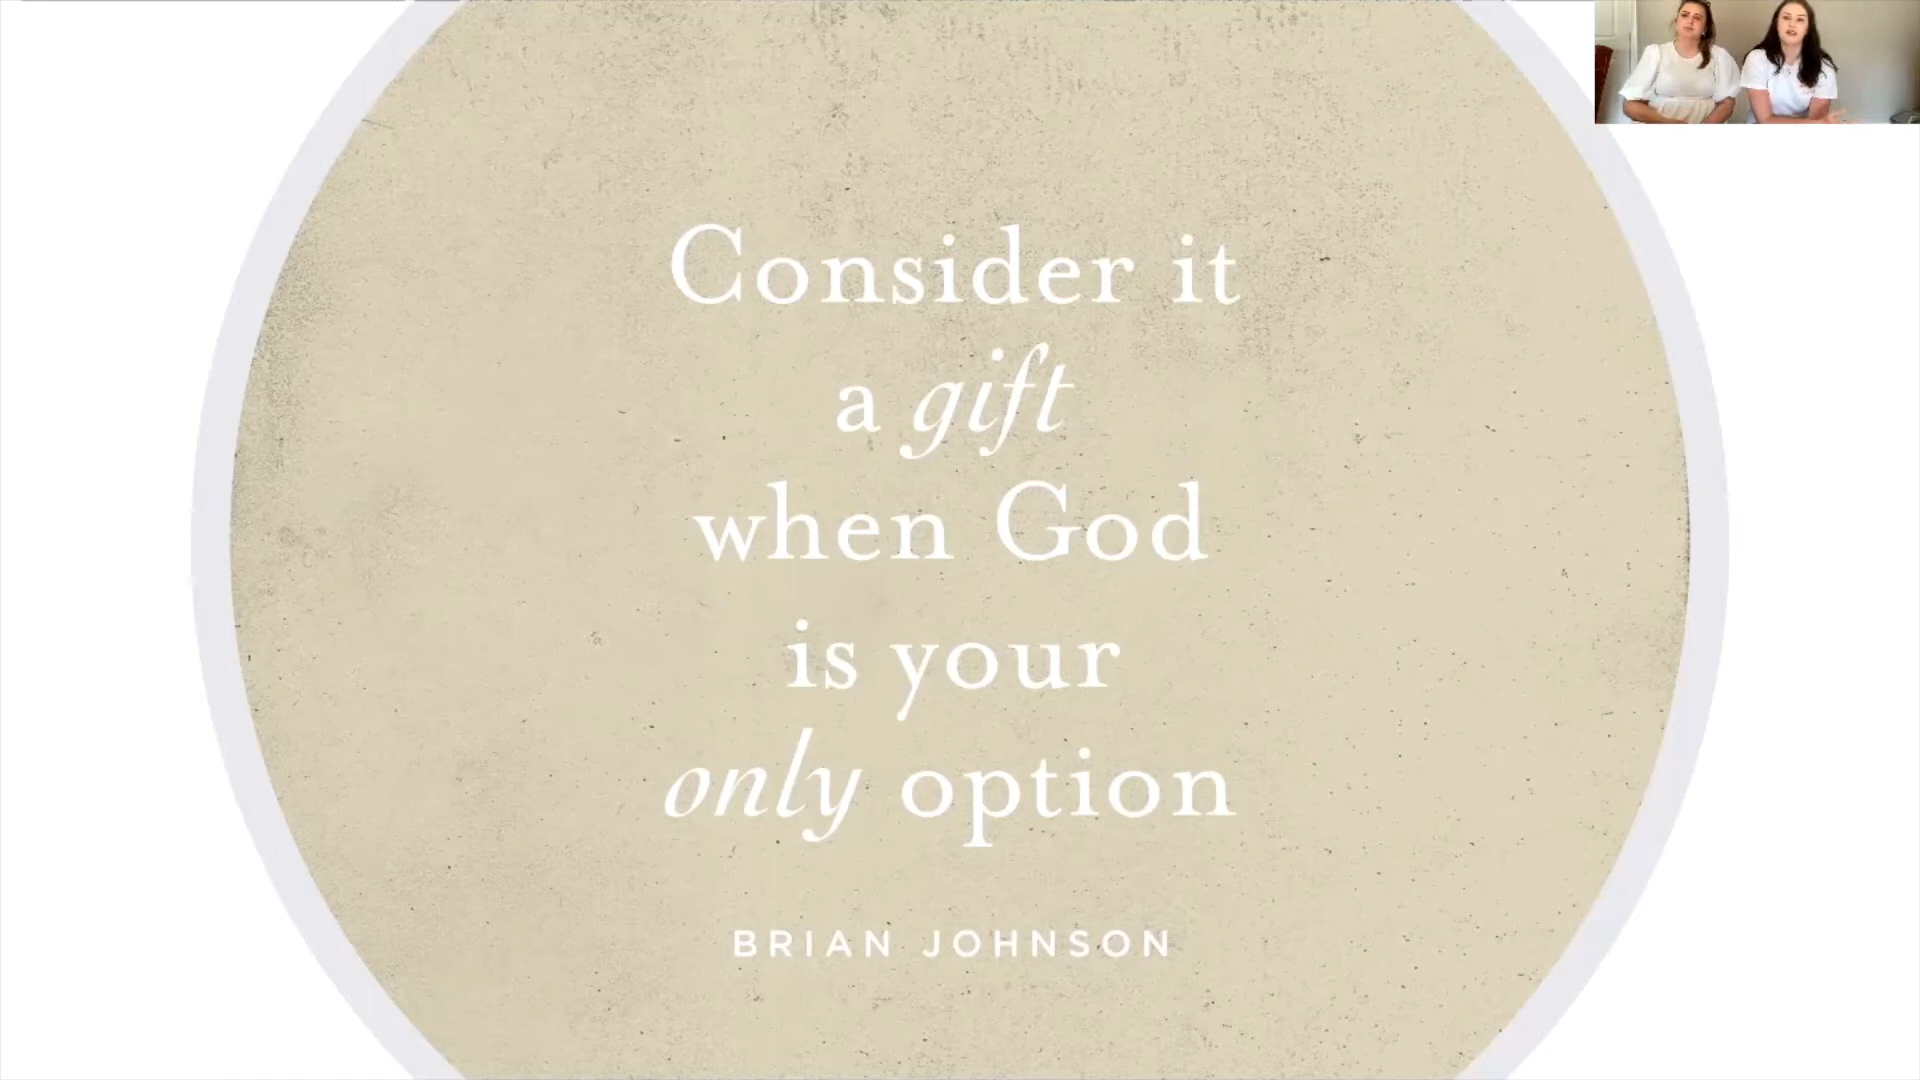 Consider it
a gift
when God
is your
only option
BRIAN JOHNSON